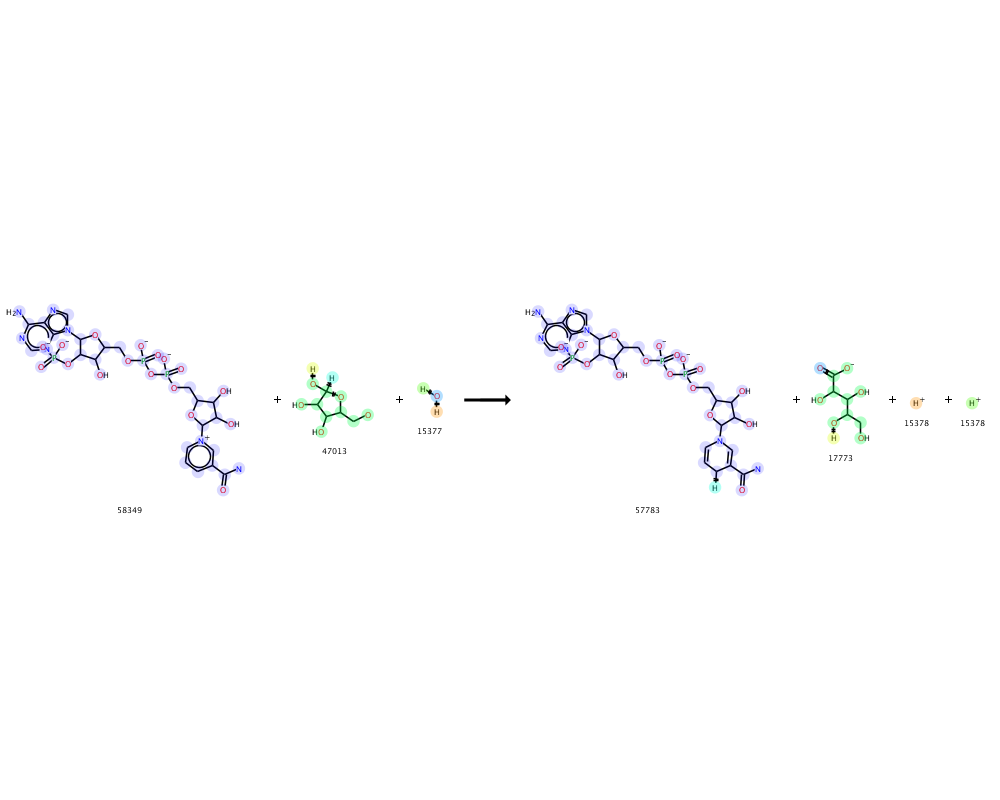 H₂N N N N N O O⁻ O⁻ P O O OH O O⁻ P O O O⁻ P O O OH OH O N⁺ N O
58349
+
H O H O HO HO O
47013
+
H O H
15377
H₂N N N N N O O⁻ O⁻ P O O OH O O⁻ P O O O⁻ P O O OH OH O N N O H
57783
+
O O⁻ HO OH O H OH
17773
+
H⁺
15378
+
H⁺
15378